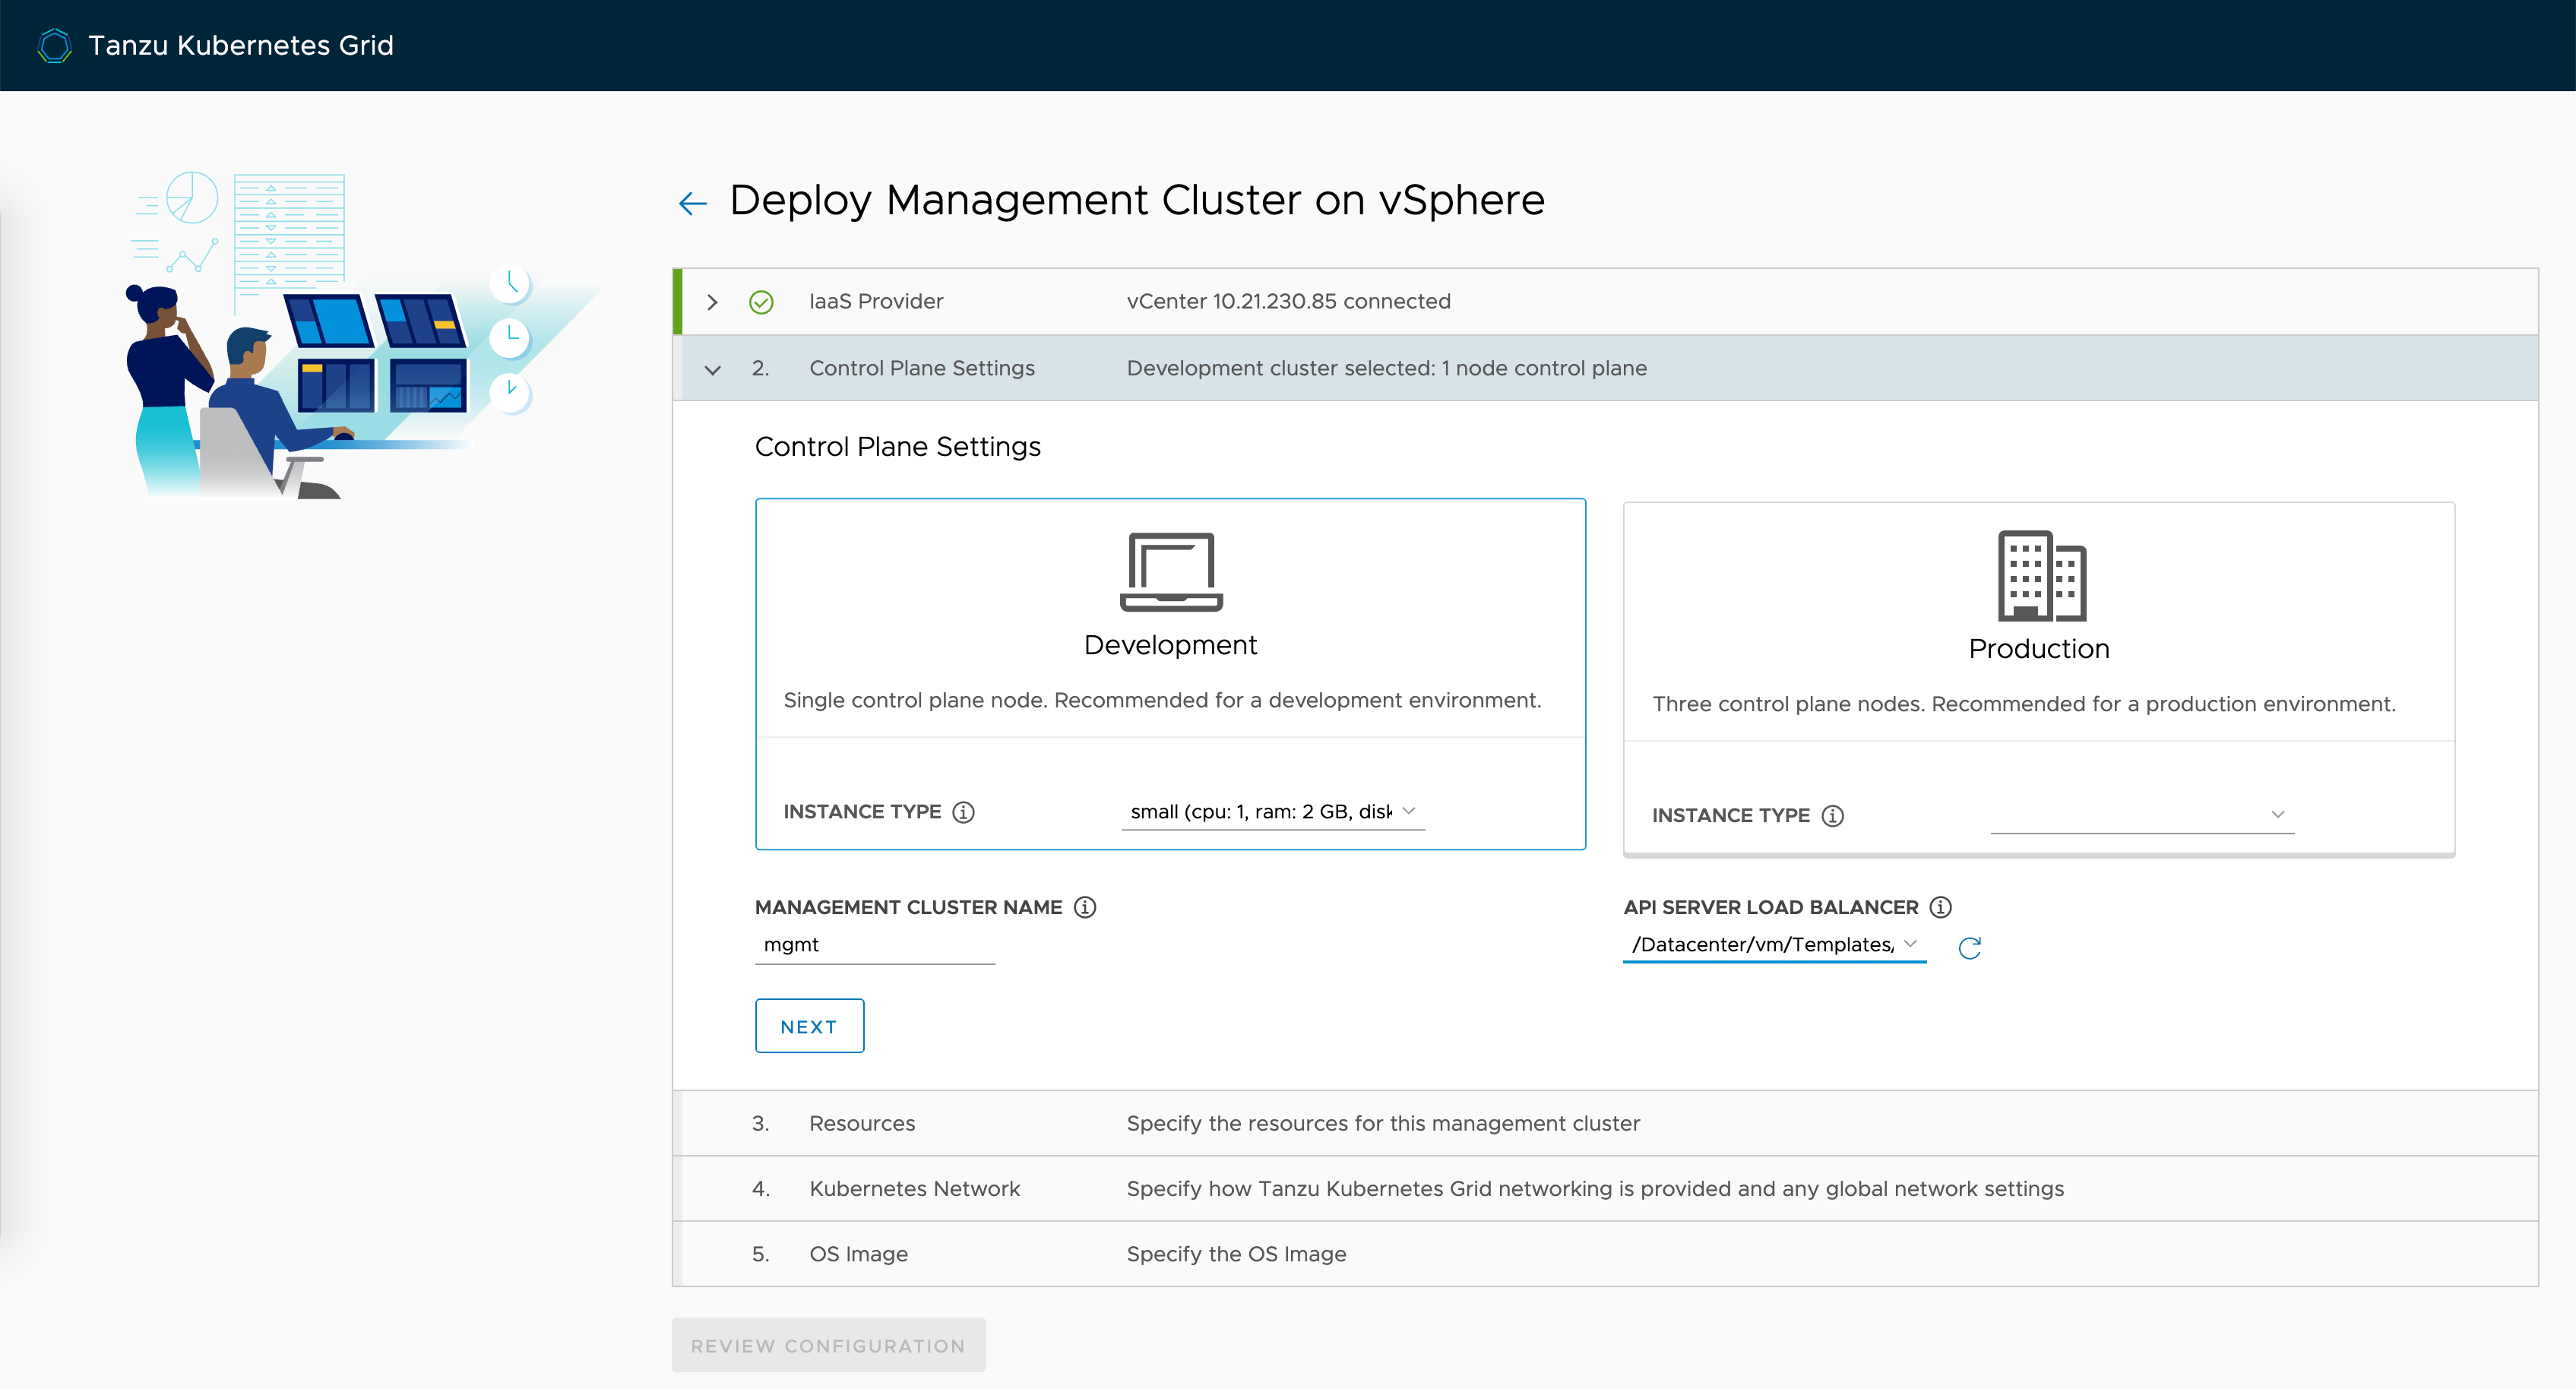 Tanzu Kubernetes Grid
Deploy Management Cluster on vSphere
IaaS Provider vCenter 10.21.230.85 connected
2. Control Plane Settings Development cluster selected: 1 node control plane
Control Plane Settings
Development
Single control plane node. Recommended for a development environment.
INSTANCE TYPE small (cpu: 1, ram: 2 GB, disk
Production
Three control plane nodes. Recommended for a production environment.
INSTANCE TYPE
MANAGEMENT CLUSTER NAME
mgmt
API SERVER LOAD BALANCER
/Datacenter/vm/Templates/
NEXT
3. Resources Specify the resources for this management cluster
4. Kubernetes Network Specify how Tanzu Kubernetes Grid networking is provided and any global network settings
5. OS Image Specify the OS Image
REVIEW CONFIGURATION